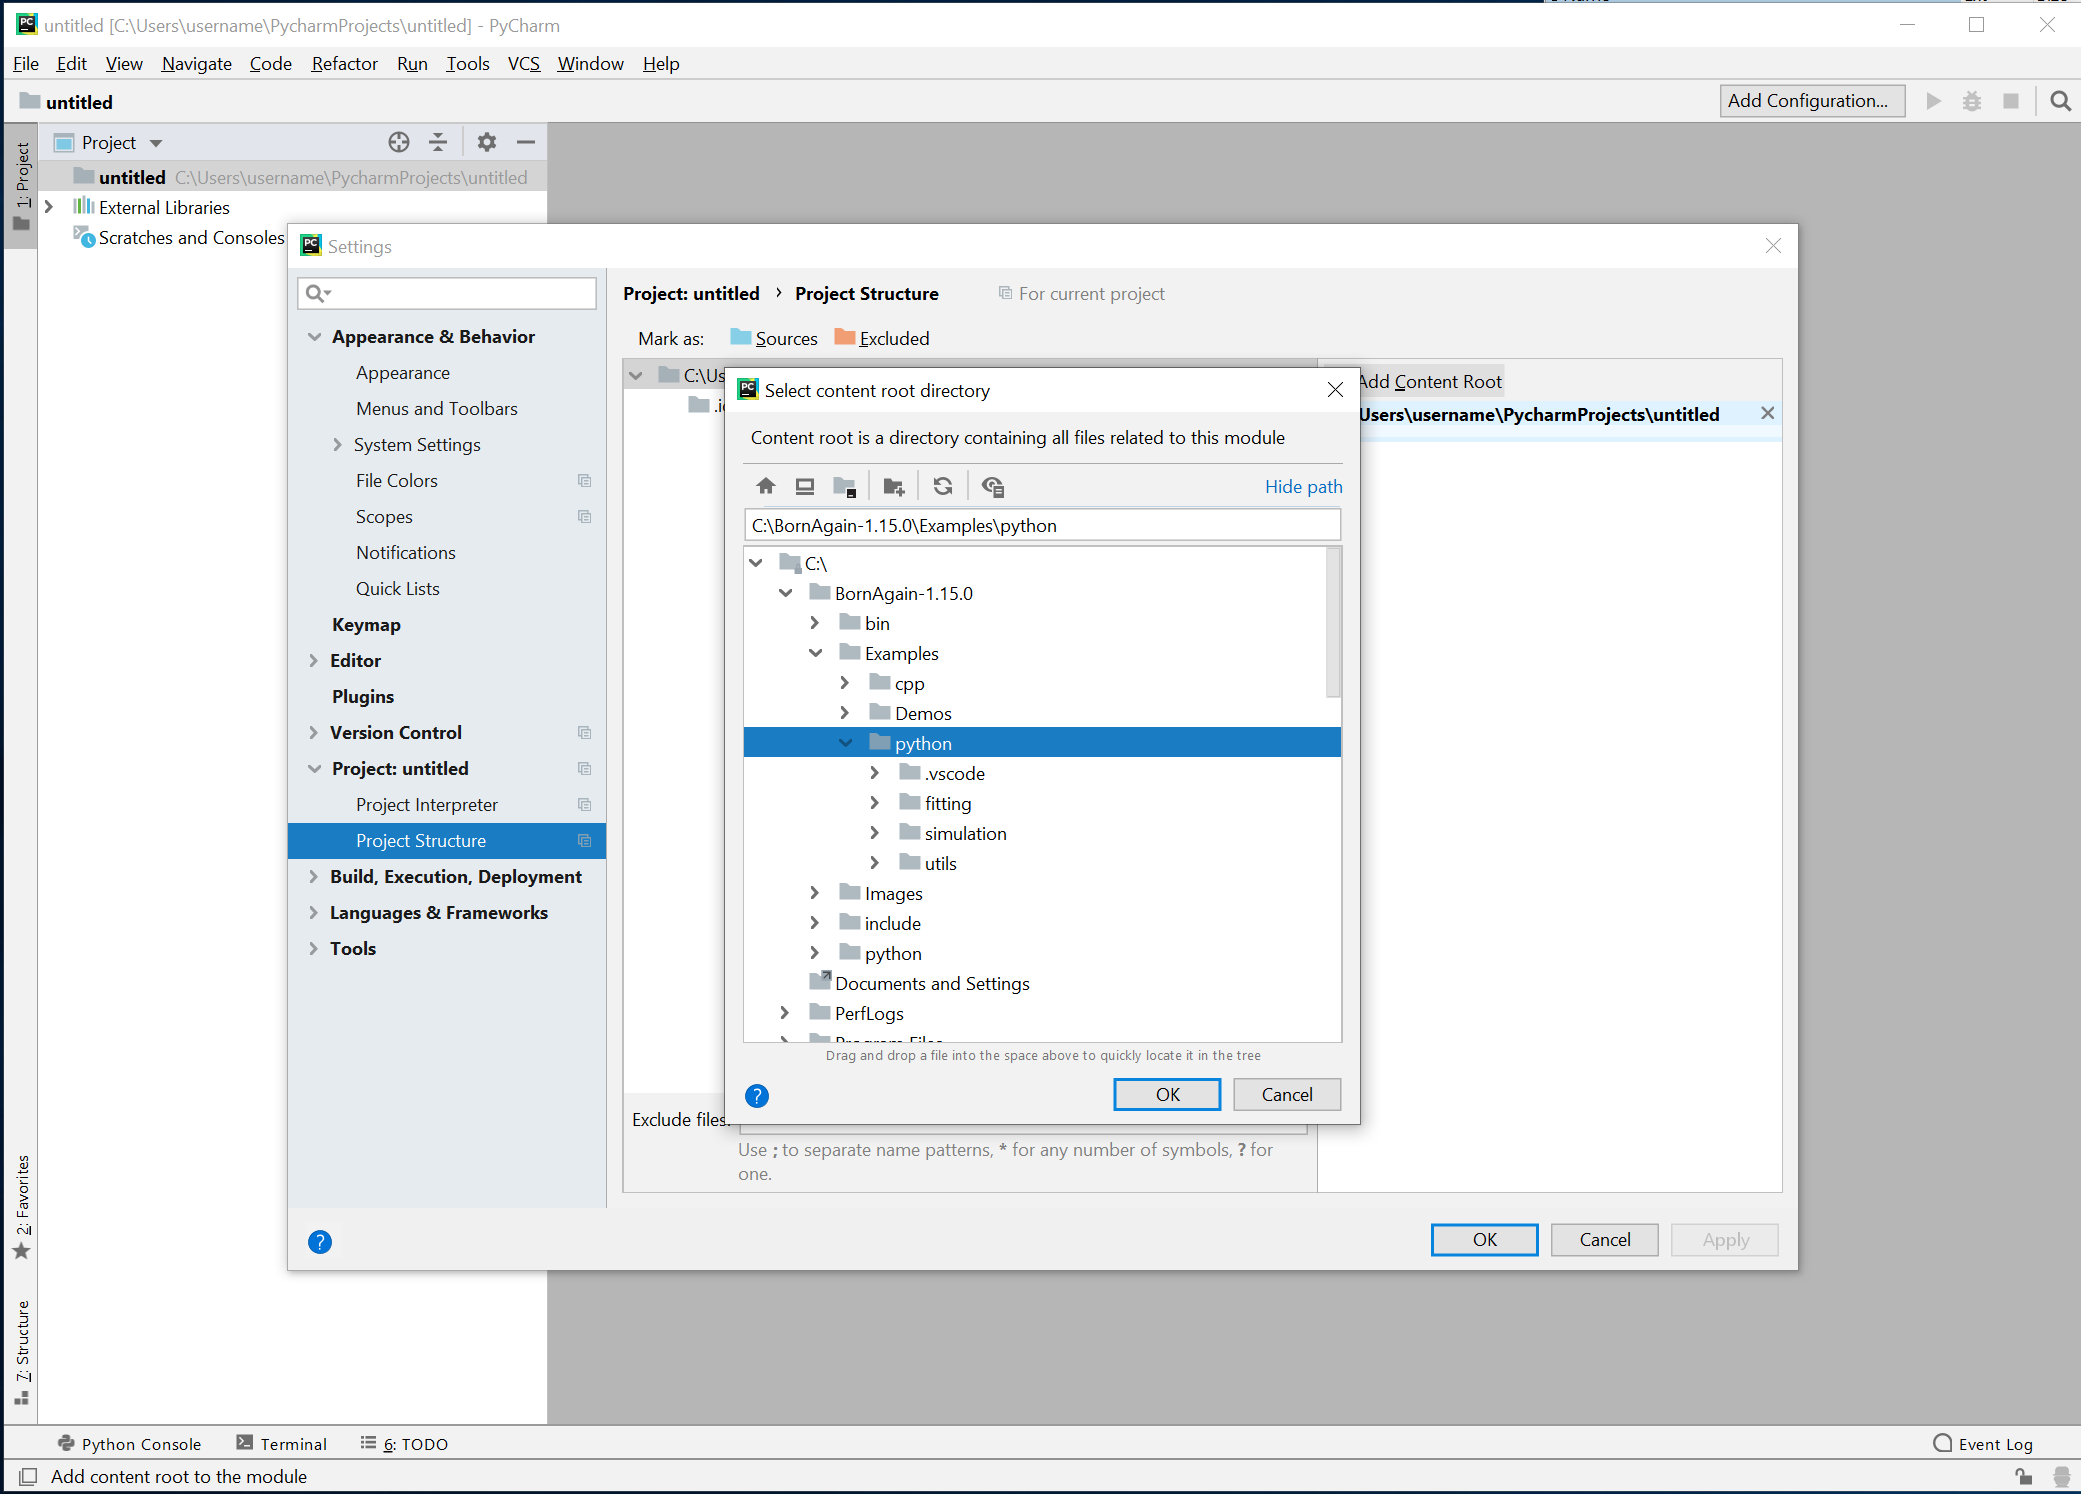 untitled [C:\Users\username\PycharmProjects\untitled] - PyCharm
File Edit View Navigate Code Refactor Run Tools VCS Window Help
untitled
Add Configuration...
1: Project
Project
untitled C:\Users\username\PycharmProjects\untitled
External Libraries
Scratches and Consoles
Settings
Appearance & Behavior
Appearance
Menus and Toolbars
System Settings
File Colors
Scopes
Notifications
Quick Lists
Keymap
Editor
Plugins
Version Control
Project: untitled
Project Interpreter
Project Structure
Build, Execution, Deployment
Languages & Frameworks
Tools
Project: untitled › Project Structure
For current project
Mark as: Sources Excluded
C:\Us
.i
Add Content Root
Users\username\PycharmProjects\untitled
Select content root directory
Content root is a directory containing all files related to this module
Hide path
C:\BornAgain-1.15.0\Examples\python
C:\
BornAgain-1.15.0
bin
Examples
cpp
Demos
python
.vscode
fitting
simulation
utils
Images
include
python
Documents and Settings
PerfLogs
Program Files
Drag and drop a file into the space above to quickly locate it in the tree
?
OK
Cancel
Exclude files:
Use ; to separate name patterns, * for any number of symbols, ? for
one.
?
OK
Cancel
Apply
2: Favorites
7: Structure
Python Console
Terminal
6: TODO
Event Log
Add content root to the module